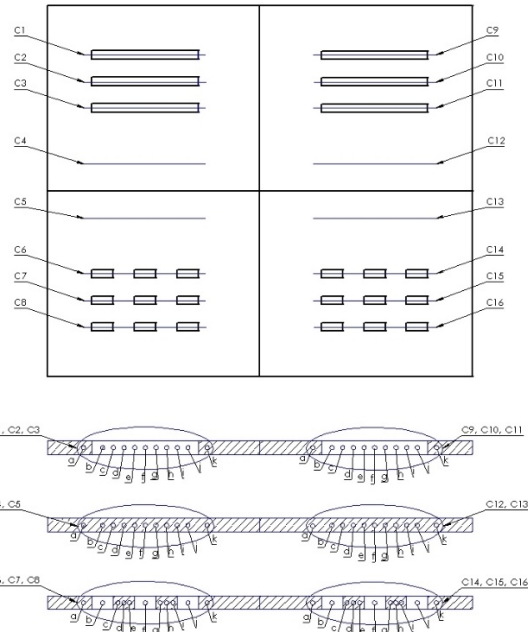 C1 C9
C2 C10
C3 C11
C4 C12
C5 C13
C6 C14
C7 C15
C8 C16
, C2, C3 C9, C10, C11
a b c d e f g h i j k a b c d e f g h i j k
, C5 C12, C13
a b c d e f g h i j k a b c d e f g h i j k
, C7, C8 C14, C15, C16
a b c d e f g h i j k a b c d e f g h i j k